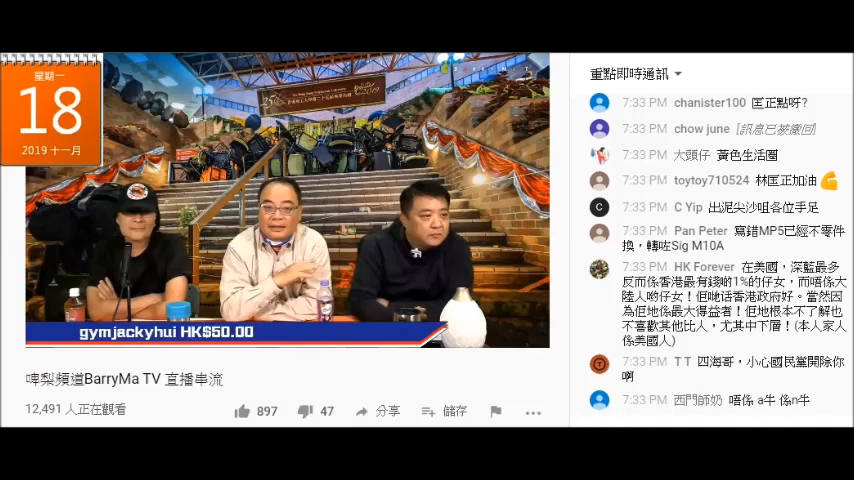 星期一
18
2019 十一月
gymjackyhui HK$50.00
啤梨頻道BarryMa TV 直播串流
12,491 人正在觀看
897
47
分享
儲存
重點即時通訊
7:33 PM chanister100 匡正點呀?
7:33 PM chow june [訊息已被撤回]
7:33 PM 大頭仔 黃色生活圈
7:33 PM toytoy710524 林匡正加油
C 7:33 PM C Yip 出泥尖沙咀各位手足
7:33 PM Pan Peter 寫錯MP5已經不零件
換，轉咗Sig M10A
7:33 PM HK Forever 在美國，深藍最多
反而係香港最有錢啲1%的仔女，而唔係大
陸人啲仔女！佢哋话香港政府好。當然因
為佢地係最大得益者！佢地根本不了解也
不喜歡其他比人，尤其中下層！(本人家人
係美國人)
7:33 PM T T 四海哥，小心國民黨開除你
啊
7:33 PM 西門師奶 唔係 a牛 係n牛